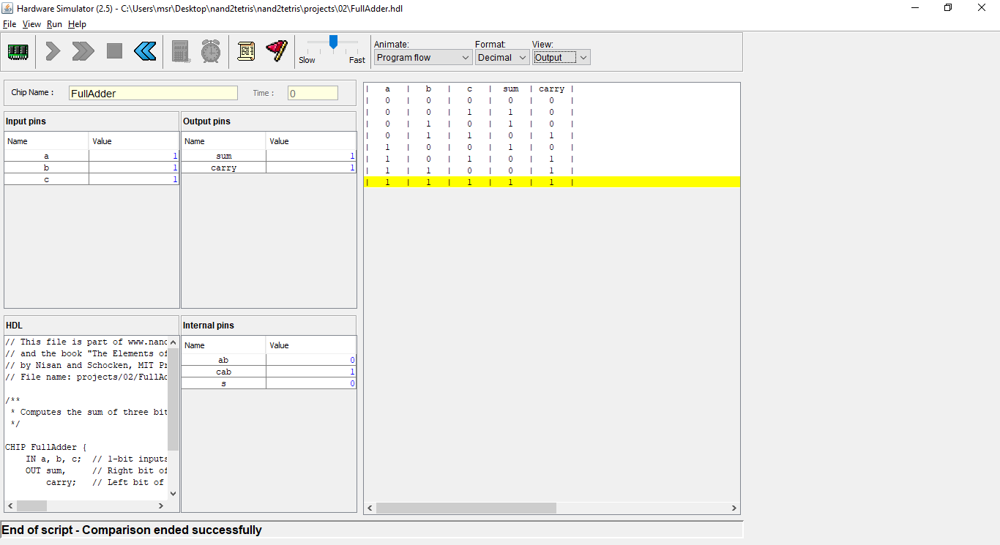 Hardware Simulator (2.5) - C:\Users\msr\Desktop\nand2tetris\nand2tetris\projects\02\FullAdder.hdl
File View Run Help
Slow Fast
Animate: Format: View:
Program flow Decimal Output
Chip Name : FullAdder Time : 0
Input pins
Name Value
a 1
b 1
c 1
Output pins
Name Value
sum 1
carry 1
| a | b | c | sum | carry |
| 0 | 0 | 0 | 0 | 0 |
| 0 | 0 | 1 | 1 | 0 |
| 0 | 1 | 0 | 1 | 0 |
| 0 | 1 | 1 | 0 | 1 |
| 1 | 0 | 0 | 1 | 0 |
| 1 | 0 | 1 | 0 | 1 |
| 1 | 1 | 0 | 0 | 1 |
| 1 | 1 | 1 | 1 | 1 |
HDL
// This file is part of www.nand
// and the book "The Elements of
// by Nisan and Schocken, MIT Pr
// File name: projects/02/FullAd
/**
* Computes the sum of three bit
*/
CHIP FullAdder {
IN a, b, c; // 1-bit inputs
OUT sum, // Right bit of
carry; // Left bit of
Internal pins
Name Value
ab 0
cab 1
s 0
End of script - Comparison ended successfully